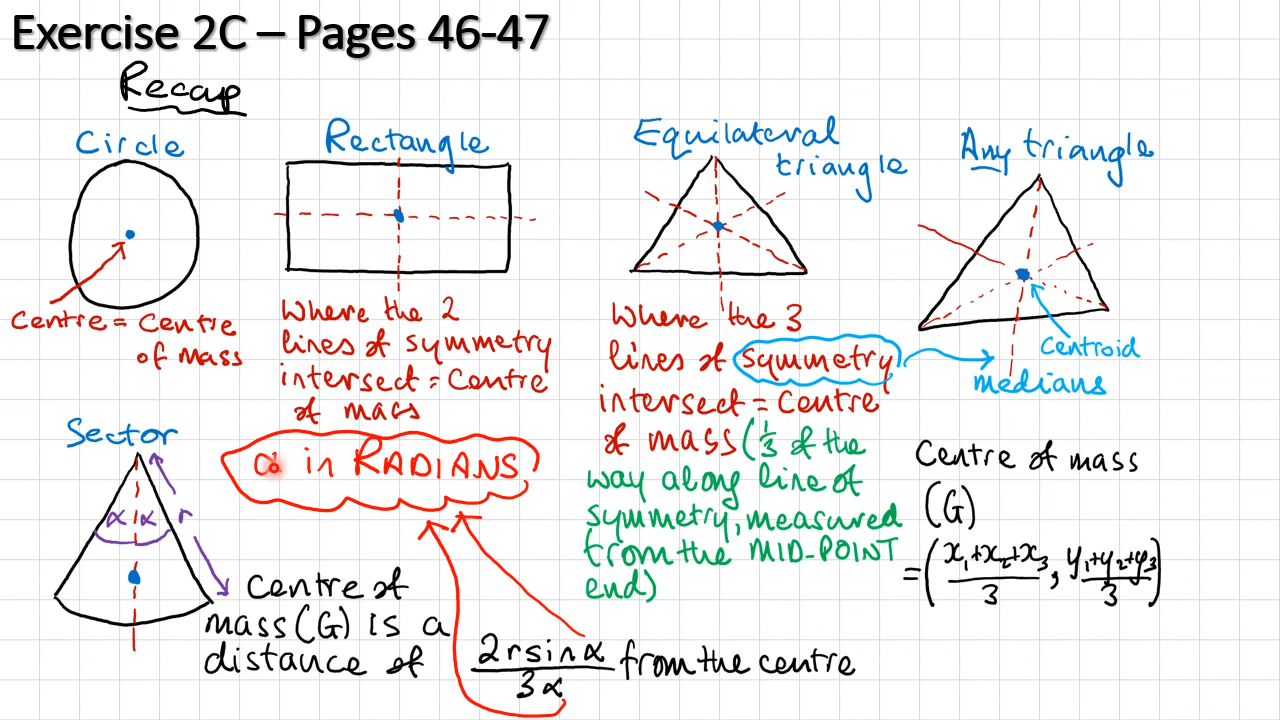 Exercise 2C – Pages 46-47
Recap
Circle
Centre = Centre
of Mass
Rectangle
Where the 2
lines of symmetry
intersect = Centre
of mass
Equilateral
triangle
Where the 3
lines of symmetry
intersect = Centre
of mass (1/3 of the
way along line of
symmetry, measured
from the MID-POINT
end)
Any triangle
Centroid
medians
Centre of mass
(G)
= (x₁+x₂+x₃/3, y₁+y₂+y₃/3)
Sector
α α r
α in RADIANS
Centre of
mass (G) is a
distance of 2rsinα/3α from the centre